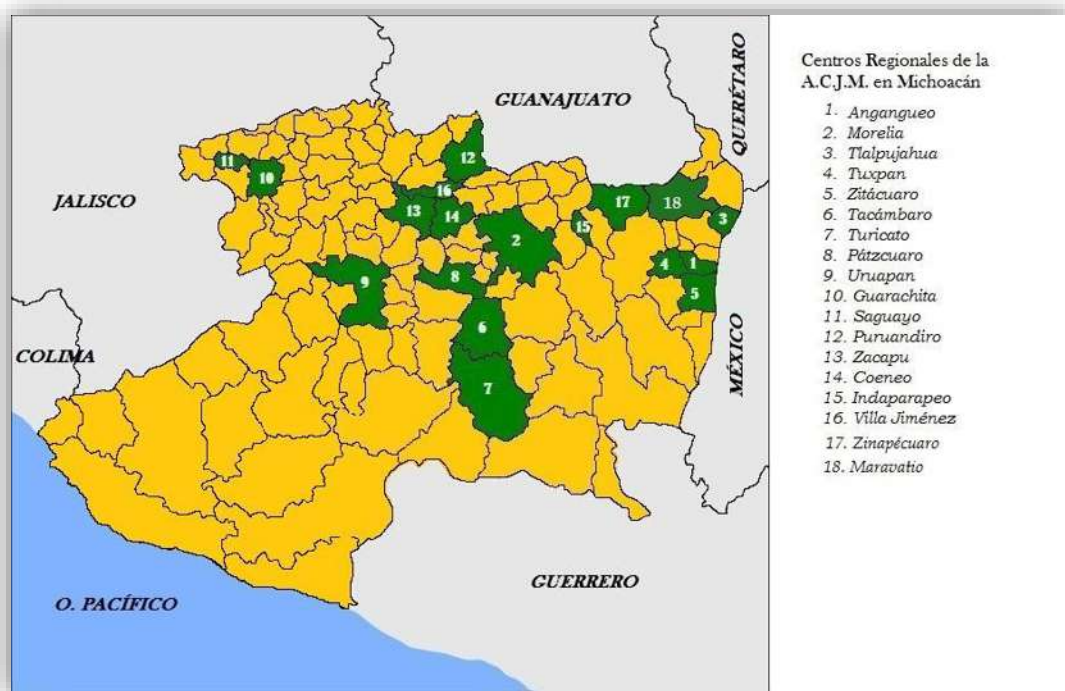 GUANAJUATO
QUERÉTARO
JALISCO
COLIMA
MÉXICO
GUERRERO
O. PACÍFICO
12
11
10
16
13
14
17
18
3
15
2
4
1
9
8
5
6
7
Centros Regionales de la
A.C.J.M. en Michoacán
1. Angangueo
2. Morelia
3. Tlalpujahua
4. Tuxpan
5. Zitácuaro
6. Tacámbaro
7. Turicato
8. Pátzcuaro
9. Uruapan
10. Guarachita
11. Saguayo
12. Puruandiro
13. Zacapu
14. Coeneo
15. Indaparapeo
16. Villa Jiménez
17. Zinapécuaro
18. Maravatio